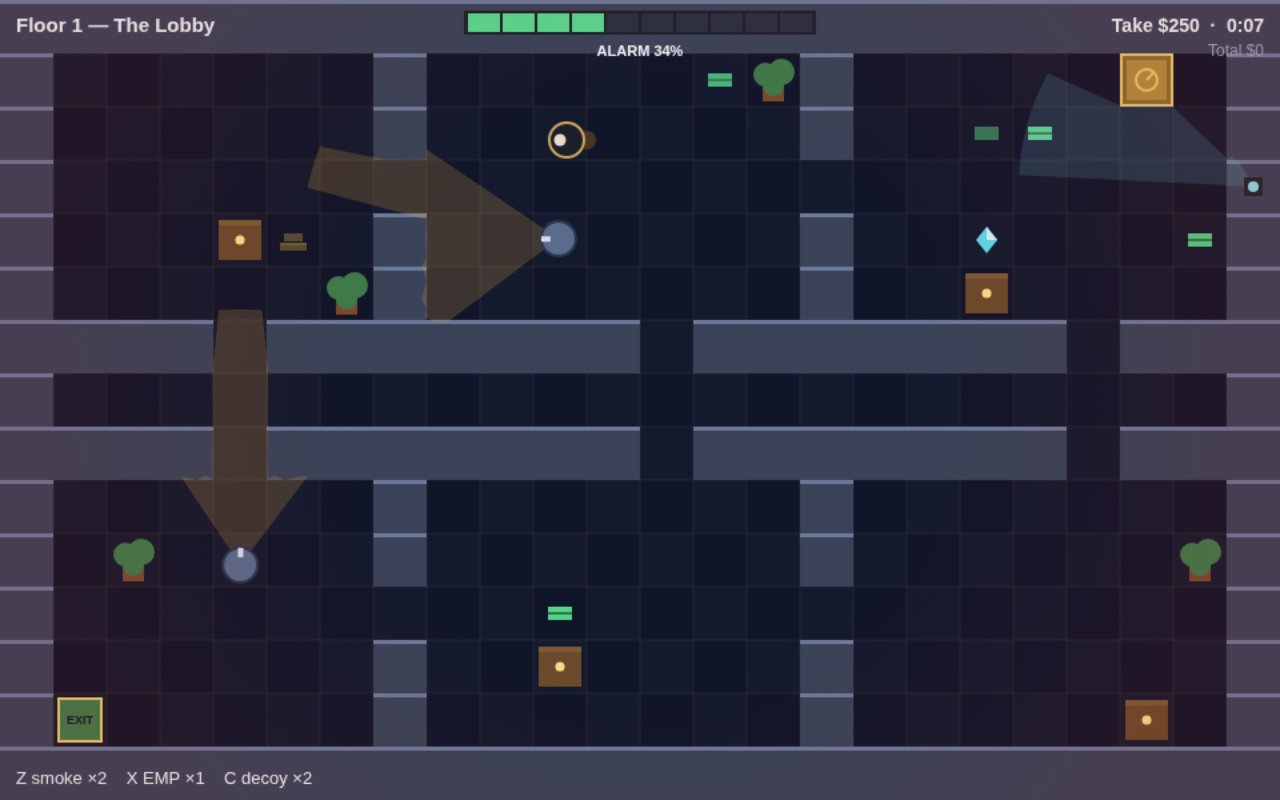 Floor 1 — The Lobby
ALARM 34%
Take $250 · 0:07
Total $0
EXIT
Z smoke ×2 X EMP ×1 C decoy ×2